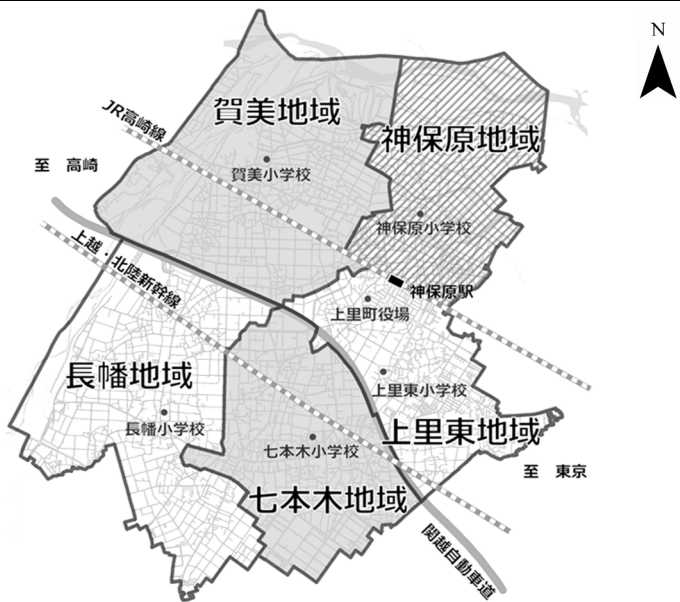 N
JR高崎線
賀美地域
神保原地域
至　高崎
賀美小学校
神保原小学校
上越・北陸新幹線
神保原駅
上里町役場
長幡地域
上里東小学校
長幡小学校
上里東地域
七本木小学校
至　東京
七本木地域
関越自動車道